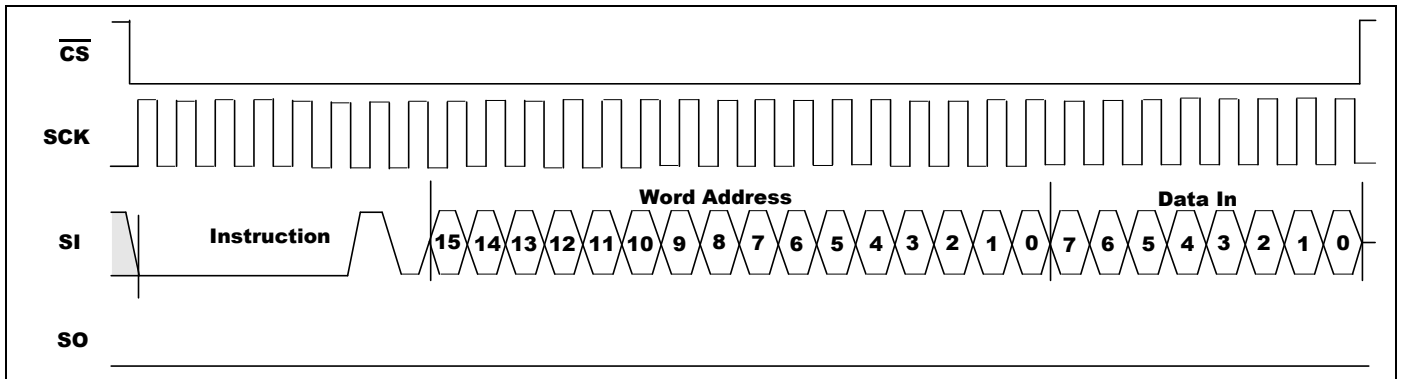 CS
SCK
Word Address Data In
SI Instruction 15 14 13 12 11 10 9 8 7 6 5 4 3 2 1 0 7 6 5 4 3 2 1 0
SO